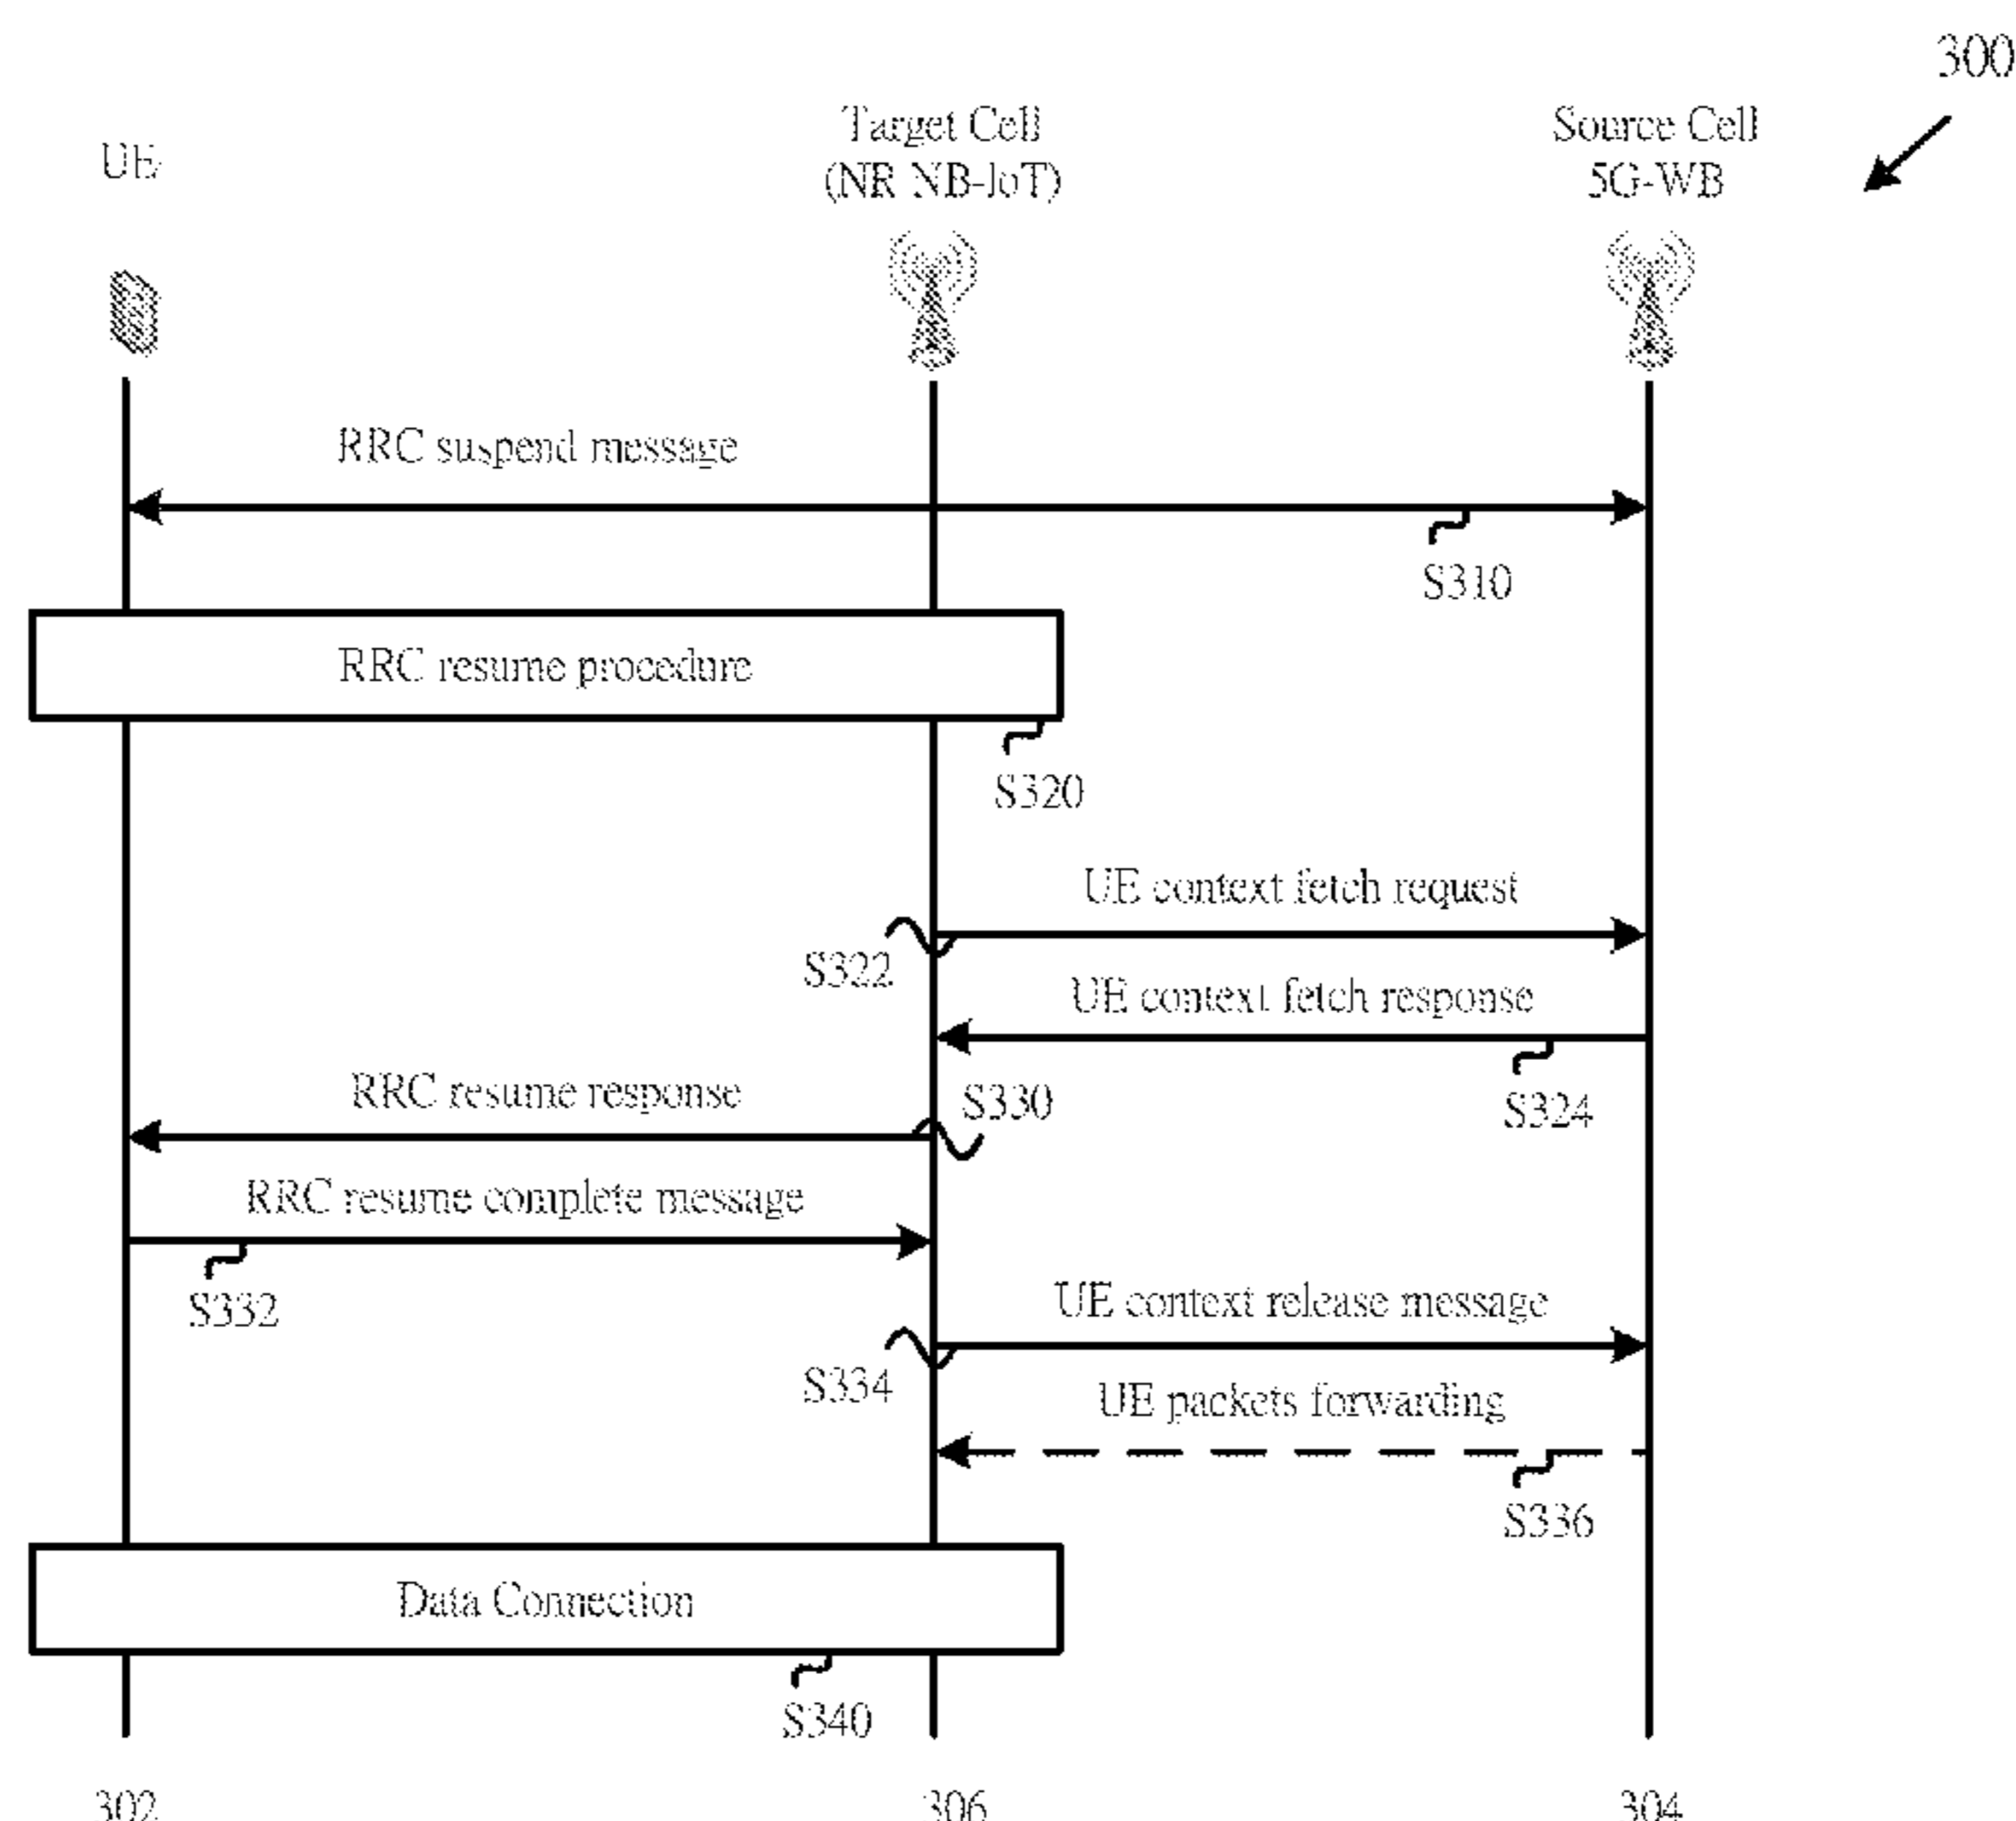 300
UE
Target Cell
(NR NB-IoT)
Source Cell
5G-WB
RRC suspend message
S310
RRC resume procedure
S320
UE context fetch request
S322
UE context fetch response
S324
RRC resume response
S330
RRC resume complete message
S332
UE context release message
S334
UE packets forwarding
S336
Data Connection
S340
302
306
304